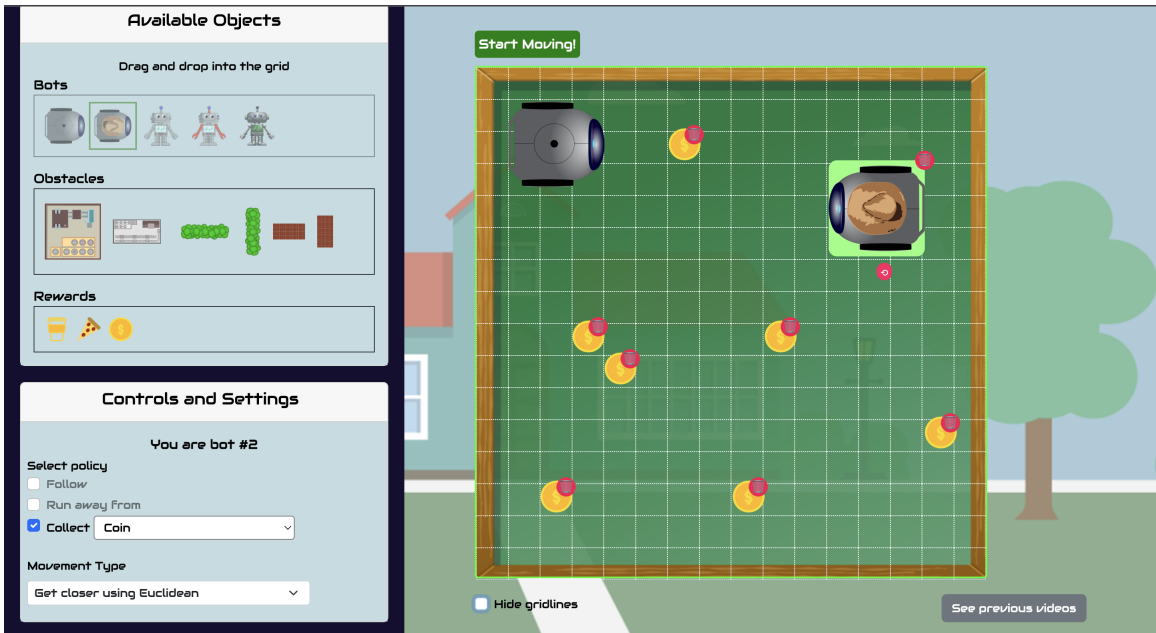 Available Objects
Drag and drop into the grid
Bots
Obstacles
Rewards
Controls and Settings
You are bot #2
Select policy
Follow
Run away from
Collect Coin
Movement Type
Get closer using Euclidean
Start Moving!
Hide gridlines
See previous videos